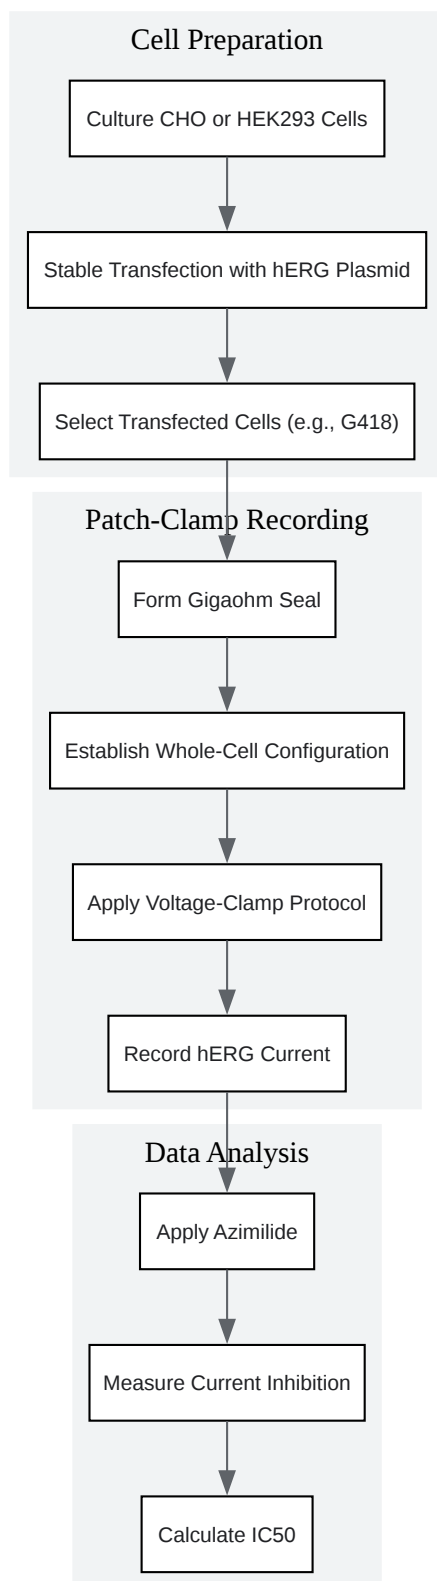 Cell Preparation
Culture CHO or HEK293 Cells
Stable Transfection with hERG Plasmid
Select Transfected Cells (e.g., G418)
Patch-Clamp Recording
Form Gigaohm Seal
Establish Whole-Cell Configuration
Apply Voltage-Clamp Protocol
Record hERG Current
Data Analysis
Apply Azimilide
Measure Current Inhibition
Calculate IC50